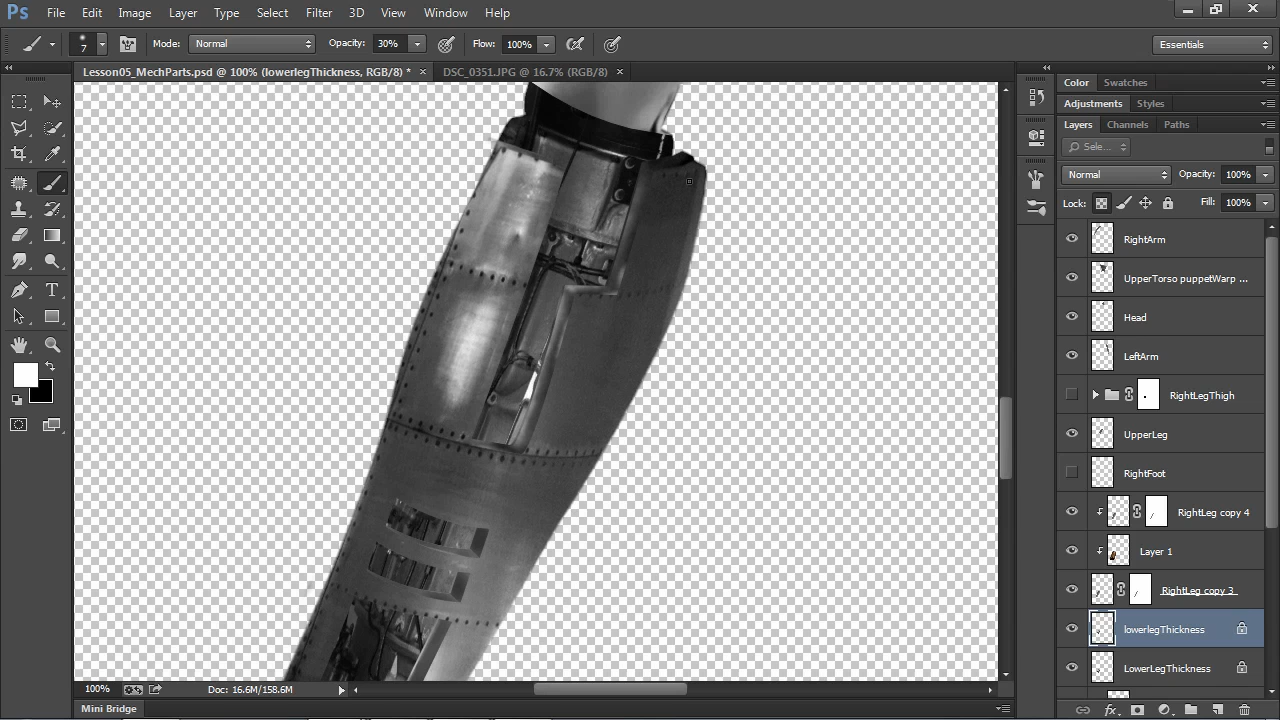 Ps File Edit Image Layer Type Select Filter 3D View Window Help
7 Mode: Normal Opacity: 30% Flow: 100% Essentials
Lesson05_MechParts.psd @ 100% (lowerlegThickness, RGB/8) * × DSC_0351.JPG @ 16.7% (RGB/8) ×
Color Swatches
Adjustments Styles
Layers Channels Paths
Sele...
Normal Opacity: 100%
Lock: Fill: 100%
RightArm
UpperTorso puppetWarp ...
Head
LeftArm
RightLegThigh
UpperLeg
RightFoot
RightLeg copy 4
Layer 1
RightLeg copy 3
lowerlegThickness
LowerLegThickness
100% Doc: 16.6M/158.6M
Mini Bridge
fx